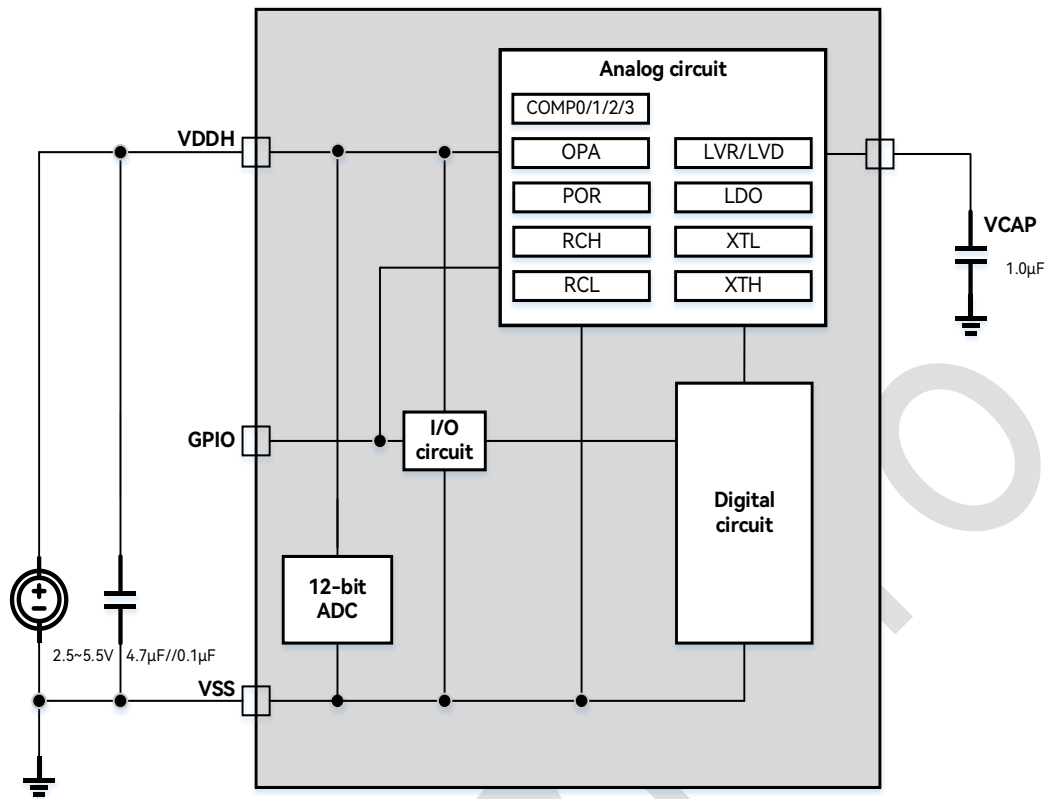 Analog circuit
COMP0/1/2/3
VDDH
OPA
LVR/LVD
POR
LDO
VCAP
RCH
XTL
1.0µF
RCL
XTH
GPIO
I/O
circuit
Digital
circuit
12-bit
ADC
2.5~5.5V
4.7µF//0.1µF
VSS